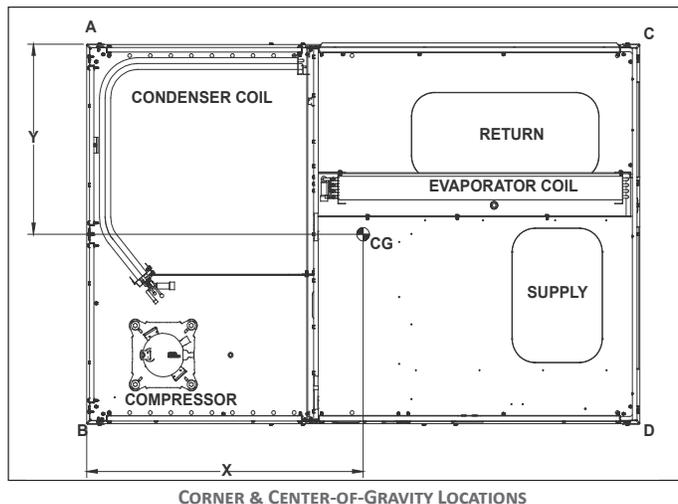 A
C
CONDENSER COIL
Y
RETURN
EVAPORATOR COIL
CG
SUPPLY
COMPRESSOR
B
D
X
CORNER & CENTER-OF-GRAVITY LOCATIONS